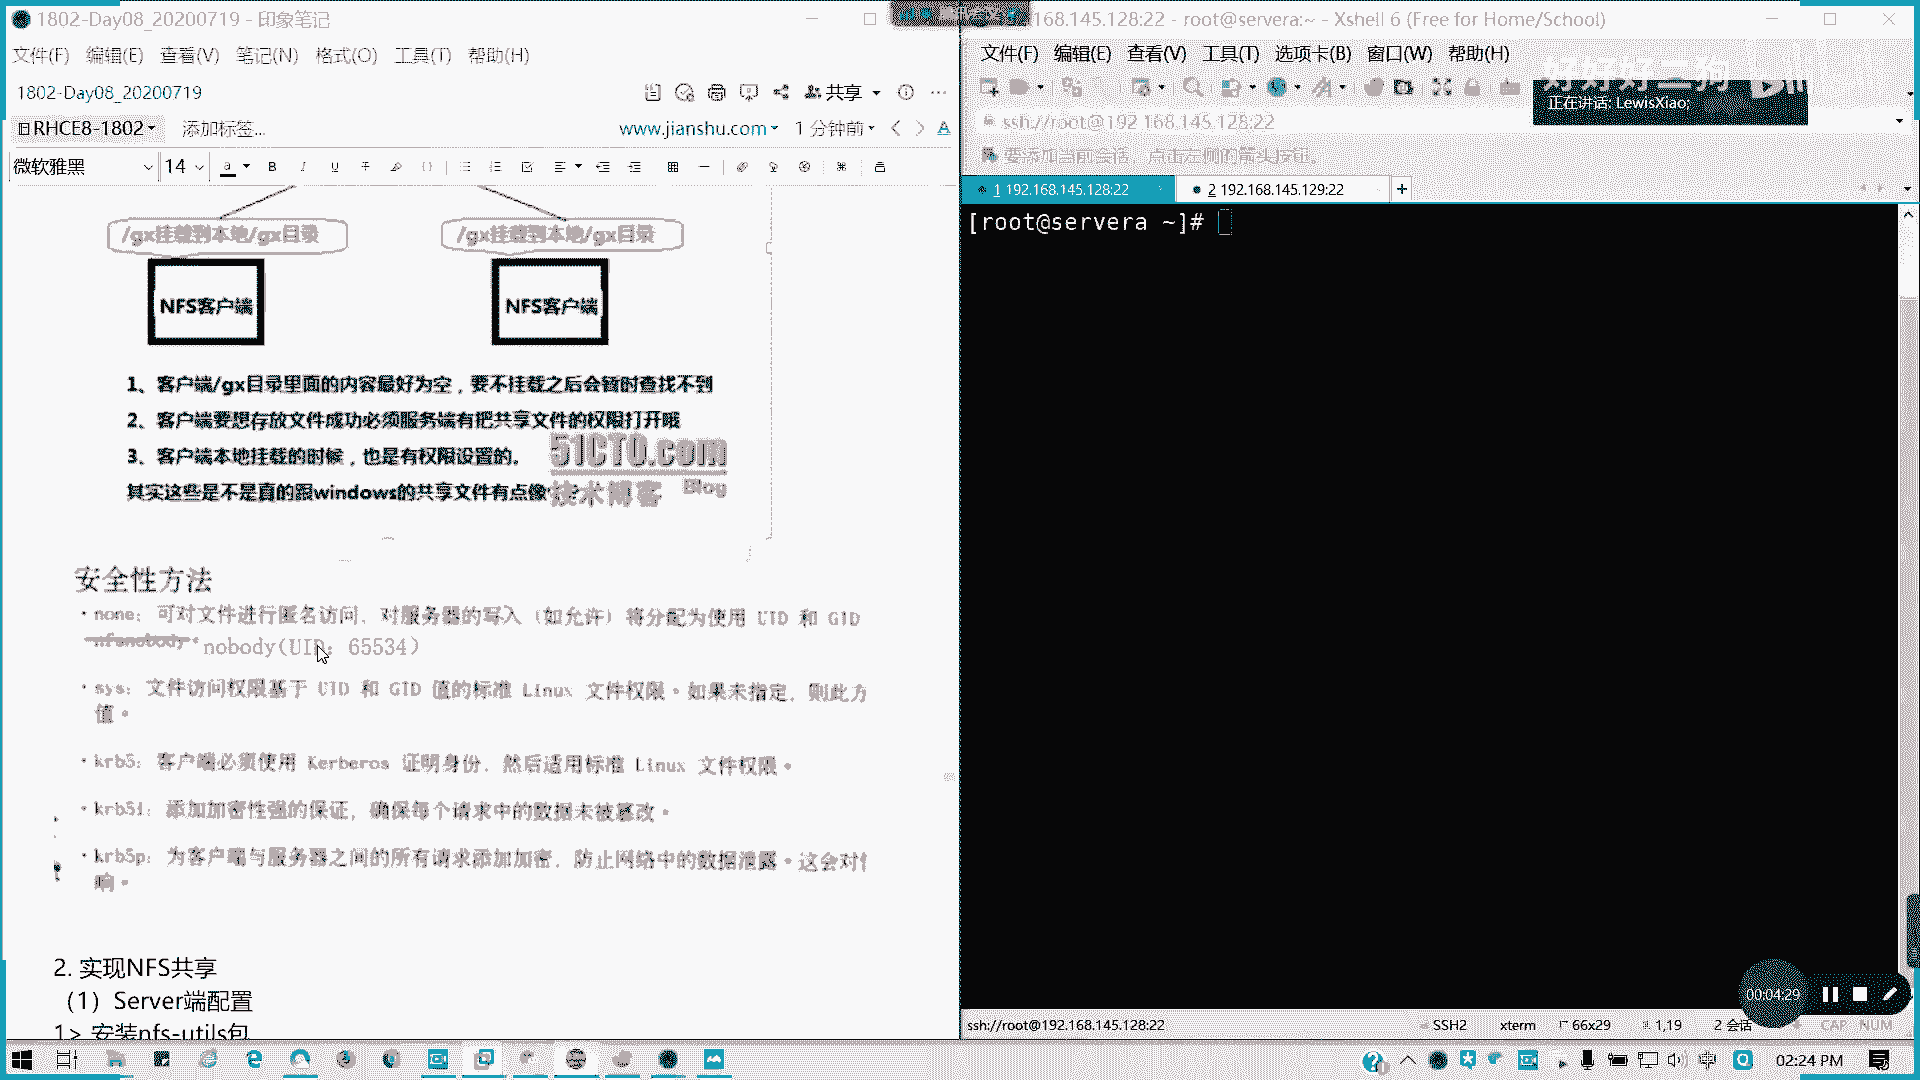 1802-Day08_20200719 - 印象笔记
文件(F) 编辑(E) 查看(V) 笔记(N) 格式(O) 工具(T) 帮助(H)
1802-Day08_20200719
共享
RHCE8-1802 添加标签...
www.jianshu.com 1 分钟前
微软雅黑 14
/gx挂载到本地/gx目录 /gx挂载到本地/gx目录
NFS客户端 NFS客户端
1、客户端/gx目录里面的内容最好为空，要不挂载之后会暂时查找不到
2、客户端要想存放文件成功必须服务端有把共享文件的权限打开哦
3、客户端本地挂载的时候，也是有权限设置的。
其实这些是不是真的跟windows的共享文件有点像
51CTO.com
技术博客 Blog
安全性方法
· none：可对文件进行匿名访问，对服务器的写入（如允许）将分配为使用 UID 和 GID
nfsnobody。nobody(UID：65534)
· sys：文件访问权限基于 UID 和 GID 值的标准 Linux 文件权限。如果未指定，则此方
值。
· krb5：客户端必须使用 Kerberos 证明身份，然后适用标准 Linux 文件权限。
· krb5i：添加加密性强的保证，确保每个请求中的数据未被篡改。
· krb5p：为客户端与服务器之间的所有请求添加加密，防止网络中的数据泄露。这会对
响。
2. 实现NFS共享
（1）Server端配置
1> 安装nfs-utils包
168.145.128:22 - root@servera:~ - Xshell 6 (Free for Home/School)
文件(F) 编辑(E) 查看(V) 工具(T) 选项卡(B) 窗口(W) 帮助(H)
好好好二狗
正在讲话: LewisXiao;
ssh://root@192.168.145.128:22
要添加当前会话，点击左侧的箭头按钮。
1 192.168.145.128:22 2 192.168.145.129:22
[root@servera ~]#
00:04:29
ssh://root@192.168.145.128:22 SSH2 xterm 66x29 1,19 2 会话 CAP NUM
中 02:24 PM